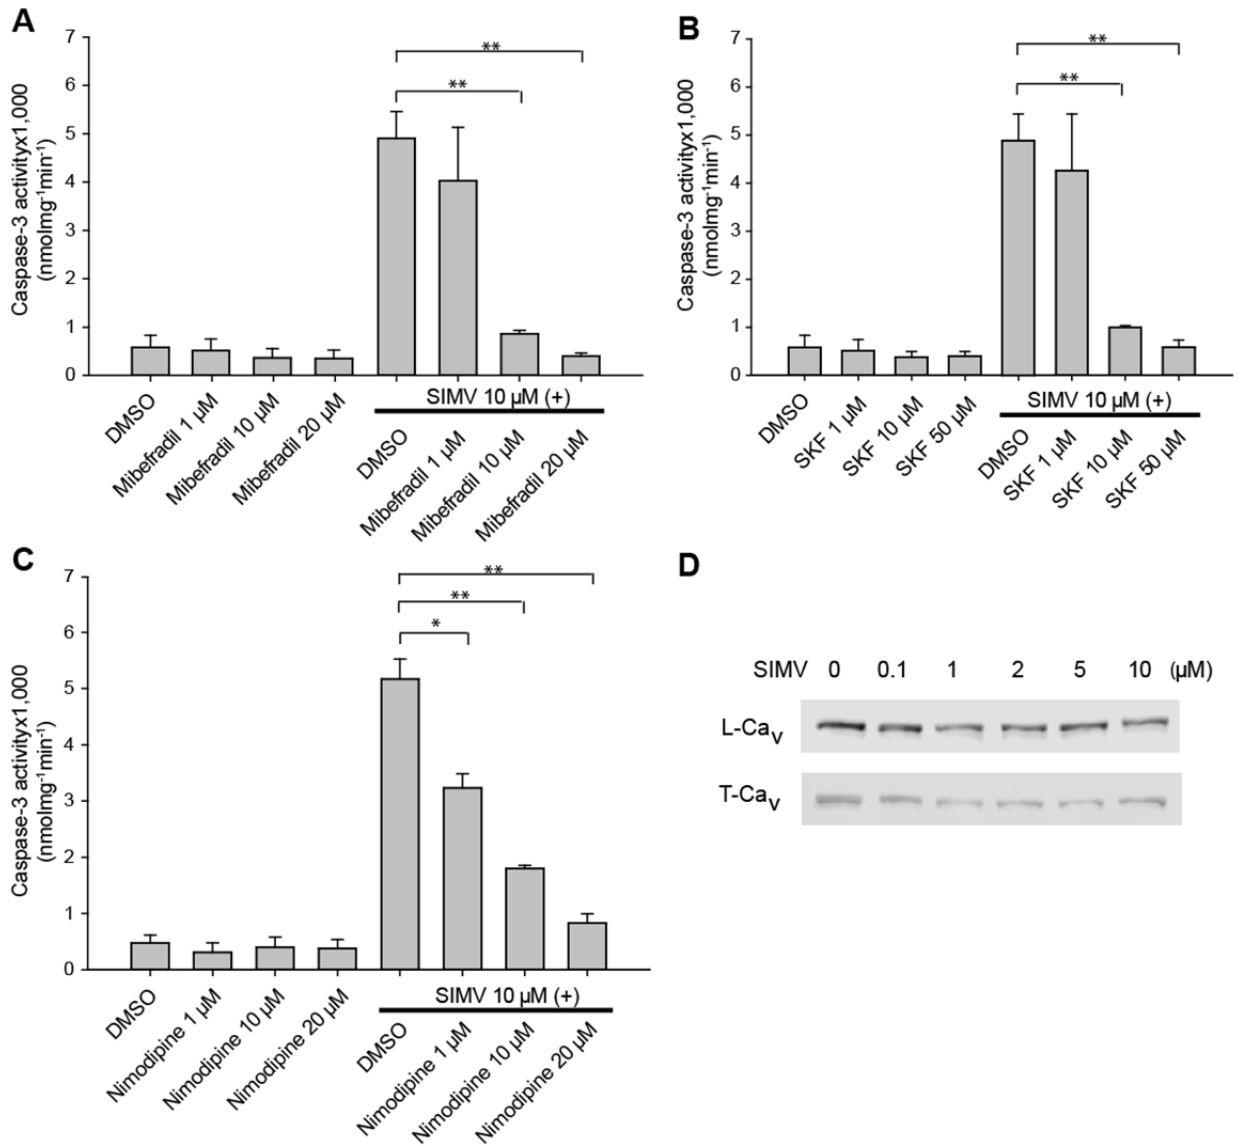 A
7
6
5
4
3
2
1
0
Caspase-3 activityx1,000
(nmolmg-1min-1)
**
**
DMSO
Mibefradil 1 µM
Mibefradil 10 µM
Mibefradil 20 µM
SIMV 10 µM (+)
DMSO
Mibefradil 1 µM
Mibefradil 10 µM
Mibefradil 20 µM
B
7
6
5
4
3
2
1
0
Caspase-3 activityx1,000
(nmolmg-1min-1)
**
**
DMSO
SKF 1 µM
SKF 10 µM
SKF 50 µM
SIMV 10 µM (+)
DMSO
SKF 1 µM
SKF 10 µM
SKF 50 µM
C
7
6
5
4
3
2
1
0
Caspase-3 activityx1,000
(nmolmg-1min-1)
**
**
*
DMSO
Nimodipine 1 µM
Nimodipine 10 µM
Nimodipine 20 µM
SIMV 10 µM (+)
DMSO
Nimodipine 1 µM
Nimodipine 10 µM
Nimodipine 20 µM
D
SIMV 0 0.1 1 2 5 10 (µM)
L-Cav
T-Cav